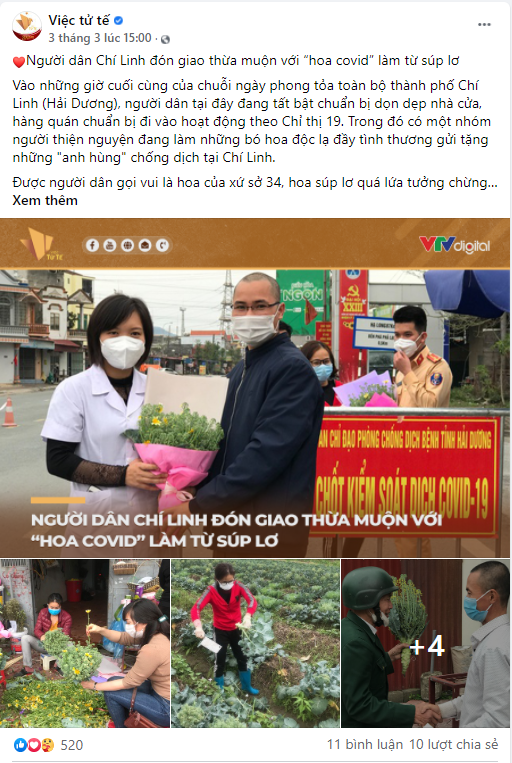 Việc tử tế
3 tháng 3 lúc 15:00 ·
Người dân Chí Linh đón giao thừa muộn với “hoa covid” làm từ súp lơ
Vào những giờ cuối cùng của chuỗi ngày phong tỏa toàn bộ thành phố Chí
Linh (Hải Dương), người dân tại đây đang tất bật chuẩn bị dọn dẹp nhà cửa,
hàng quán chuẩn bị đi vào hoạt động theo Chỉ thị 19. Trong đó có một nhóm
người thiện nguyện đang làm những bó hoa độc lạ đầy tình thương gửi tặng
những "anh hùng" chống dịch tại Chí Linh.
Được người dân gọi vui là hoa của xứ sở 34, hoa súp lơ quá lứa tưởng chừng...
Xem thêm
TỬ TẾ
VTVdigital
NGON
XXIII
BAN CHỈ ĐẠO PHÒNG CHỐNG DỊCH BỆNH TỈNH HẢI DƯƠNG
CHỐT KIỂM SOÁT DỊCH COVID-19
NGƯỜI DÂN CHÍ LINH ĐÓN GIAO THỪA MUỘN VỚI
“HOA COVID” LÀM TỪ SÚP LƠ
+4
520
11 bình luận 10 lượt chia sẻ